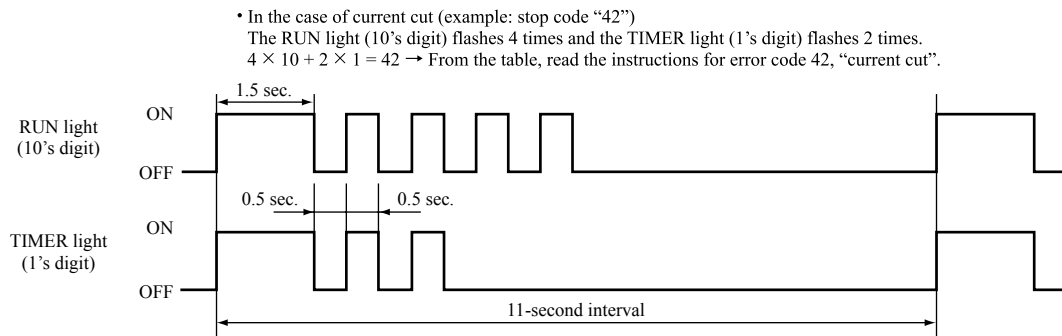 • In the case of current cut (example: stop code “42”)
The RUN light (10’s digit) flashes 4 times and the TIMER light (1’s digit) flashes 2 times.
4 × 10 + 2 × 1 = 42 → From the table, read the instructions for error code 42, “current cut”.
1.5 sec.
RUN light
(10’s digit)
ON
OFF
0.5 sec.
0.5 sec.
TIMER light
(1’s digit)
ON
OFF
11-second interval